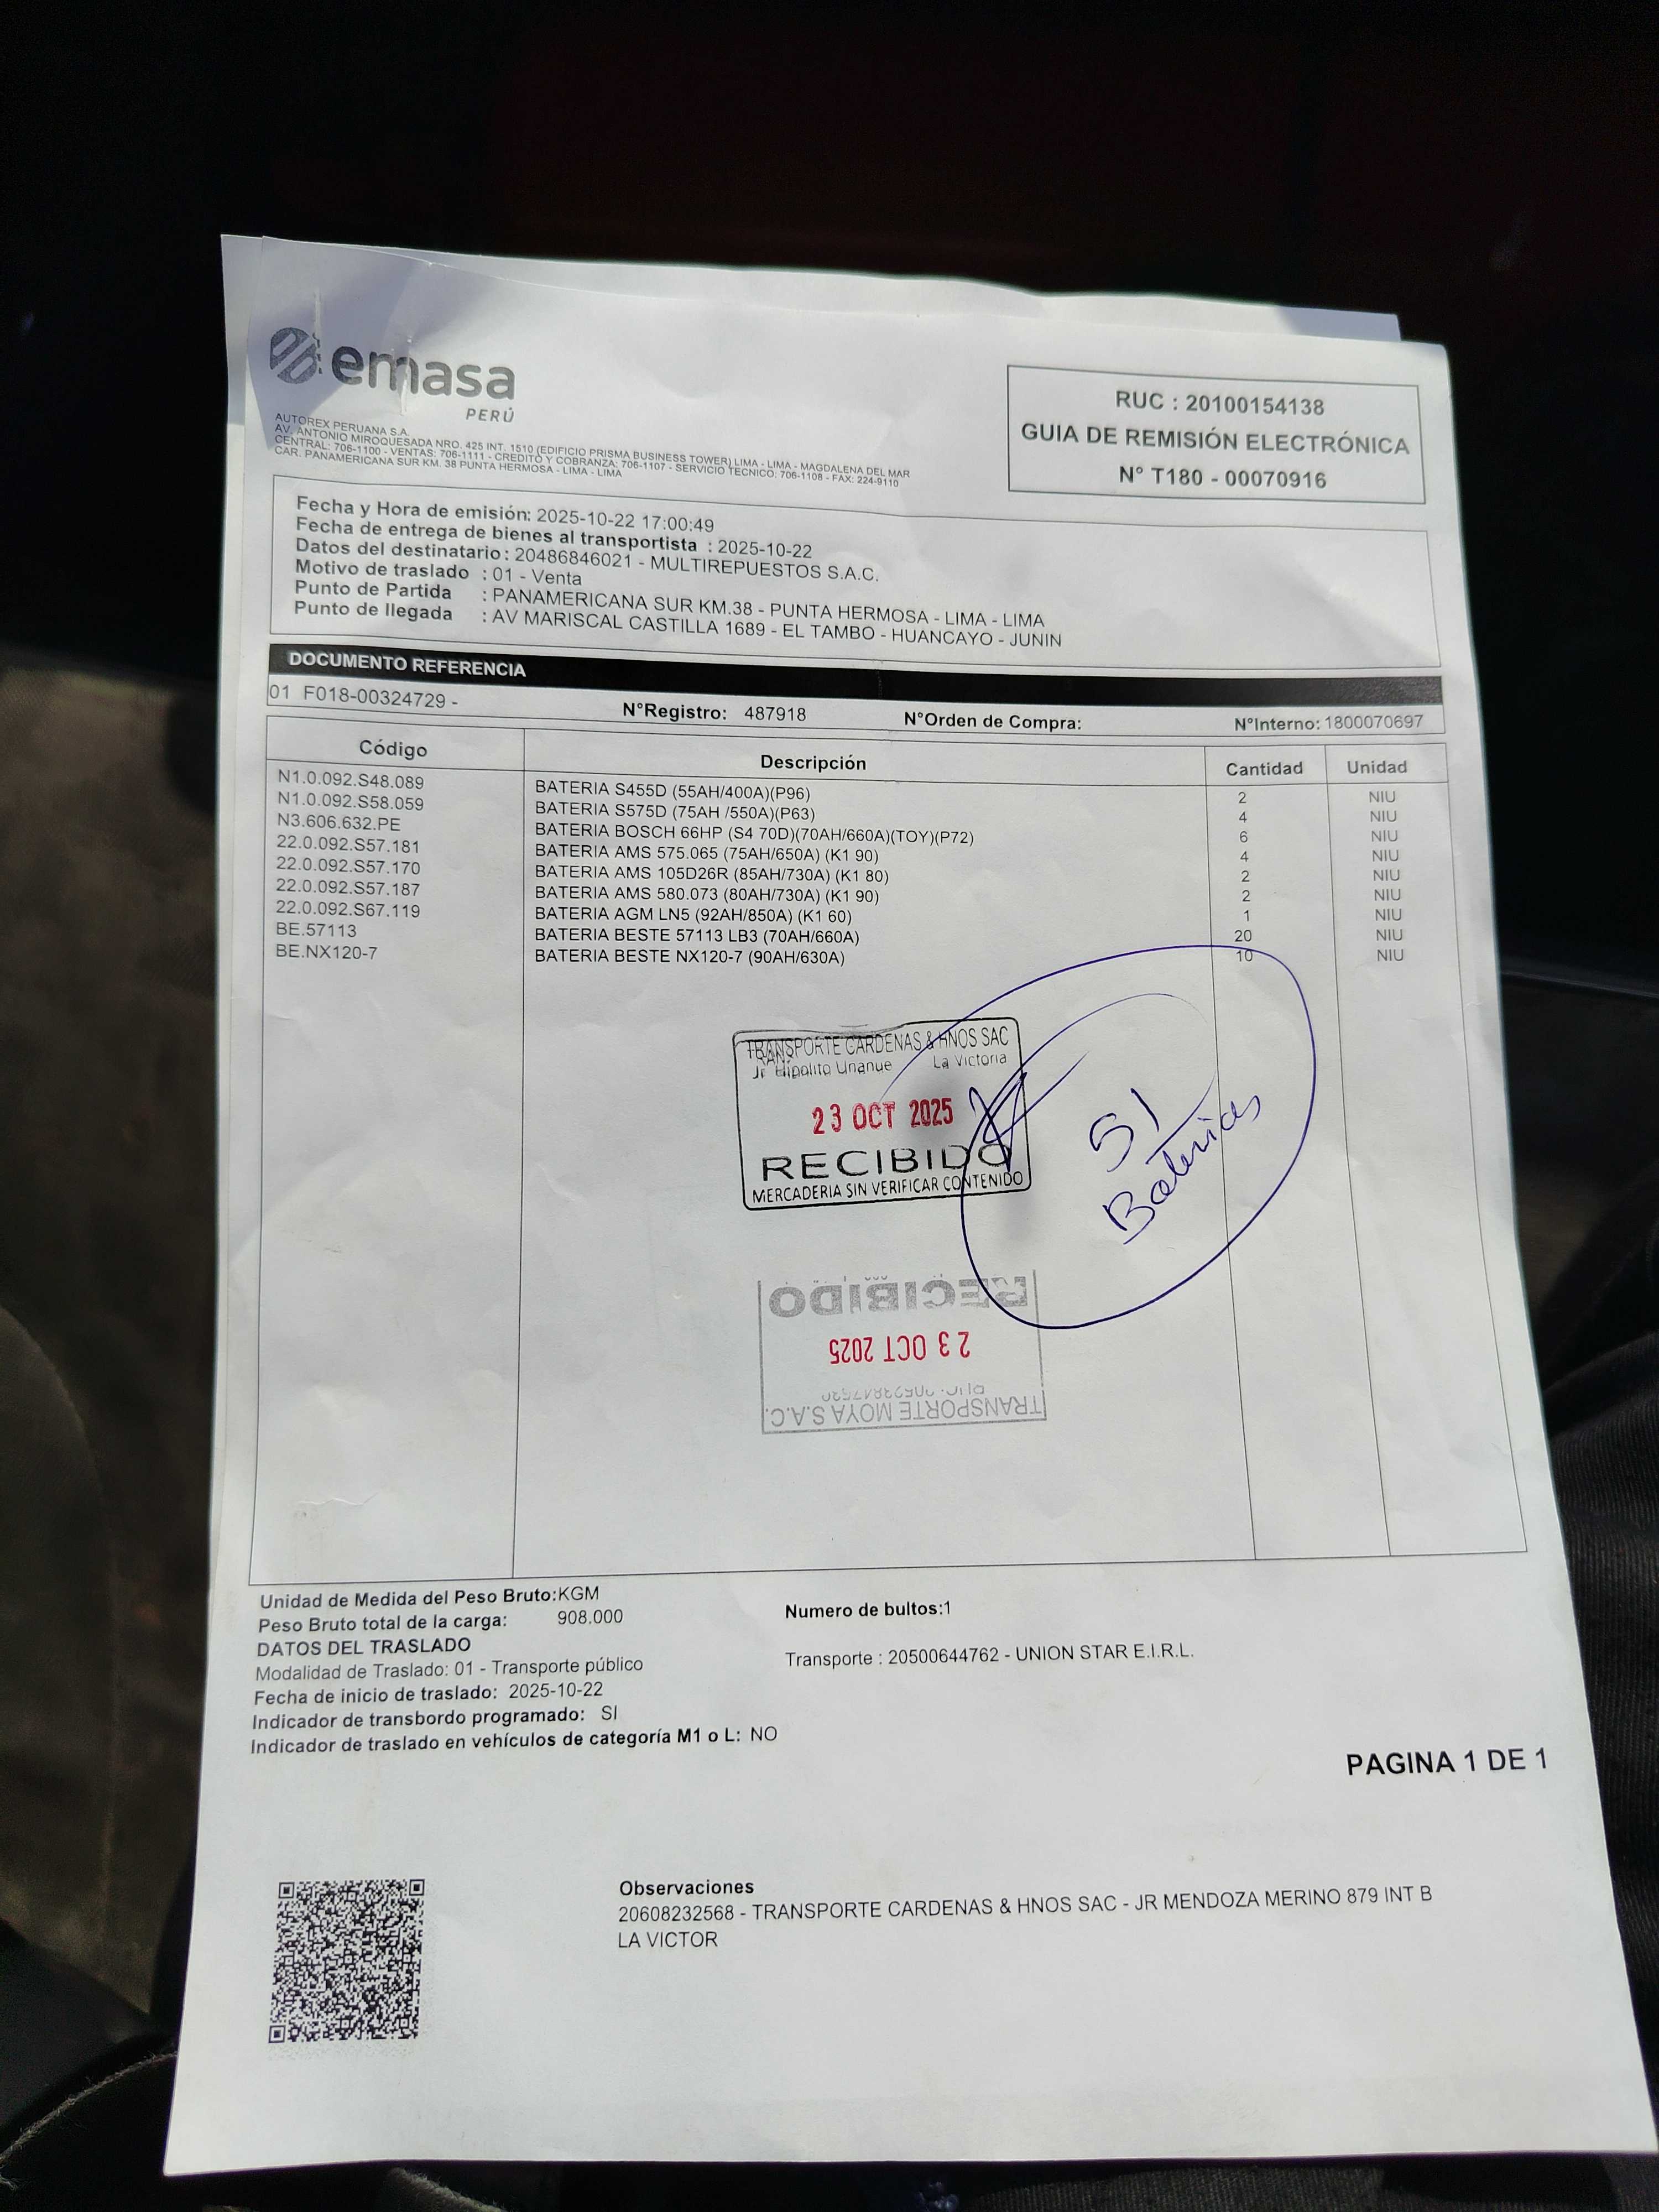 emasa
PERÚ
AUTOREX PERUANA S.A.
AV. ANTONIO MIROQUESADA NRO. 425 INT. 1510 (EDIFICIO PRISMA BUSINESS TOWER) LIMA - LIMA - MAGDALENA DEL MAR
CENTRAL: 706-1100 - VENTAS: 706-1111 - CREDITO Y COBRANZA: 706-1107 - SERVICIO TECNICO: 706-1108 - FAX: 224-9110
CAR. PANAMERICANA SUR KM. 38 PUNTA HERMOSA - LIMA - LIMA
RUC : 20100154138
GUIA DE REMISIÓN ELECTRÓNICA
N° T180 - 00070916
Fecha y Hora de emisión: 2025-10-22 17:00:49
Fecha de entrega de bienes al transportista : 2025-10-22
Datos del destinatario : 20486846021 - MULTIREPUESTOS S.A.C.
Motivo de traslado : 01 - Venta
Punto de Partida : PANAMERICANA SUR KM.38 - PUNTA HERMOSA - LIMA - LIMA
Punto de llegada : AV MARISCAL CASTILLA 1689 - EL TAMBO - HUANCAYO - JUNIN
DOCUMENTO REFERENCIA
01 F018-00324729 - N°Registro: 487918 N°Orden de Compra: N°Interno: 1800070697
Código Descripción Cantidad Unidad
N1.0.092.S48.089 BATERIA S455D (55AH/400A)(P96) 2 NIU
N1.0.092.S58.059 BATERIA S575D (75AH /550A)(P63) 4 NIU
N3.606.632.PE BATERIA BOSCH 66HP (S4 70D)(70AH/660A)(TOY)(P72) 6 NIU
22.0.092.S57.181 BATERIA AMS 575.065 (75AH/650A) (K1 90) 4 NIU
22.0.092.S57.170 BATERIA AMS 105D26R (85AH/730A) (K1 80) 2 NIU
22.0.092.S57.187 BATERIA AMS 580.073 (80AH/730A) (K1 90) 2 NIU
22.0.092.S67.119 BATERIA AGM LN5 (92AH/850A) (K1 60) 1 NIU
BE.57113 BATERIA BESTE 57113 LB3 (70AH/660A) 20 NIU
BE.NX120-7 BATERIA BESTE NX120-7 (90AH/630A) 10 NIU
TRANSPORTE CARDENAS & HNOS SAC
Jr Hipolito Unanue La Victoria
23 OCT 2025
RECIBIDO
MERCADERIA SIN VERIFICAR CONTENIDO
51
Baterias
TRANSPORTE MOYA S.A.C.
23 OCT 2025
RECIBIDO
Unidad de Medida del Peso Bruto:KGM
Peso Bruto total de la carga: 908.000 Numero de bultos:1
DATOS DEL TRASLADO
Modalidad de Traslado: 01 - Transporte público Transporte : 20500644762 - UNION STAR E.I.R.L.
Fecha de inicio de traslado: 2025-10-22
Indicador de transbordo programado: SI
Indicador de traslado en vehículos de categoría M1 o L: NO
PAGINA 1 DE 1
Observaciones
20608232568 - TRANSPORTE CARDENAS & HNOS SAC - JR MENDOZA MERINO 879 INT B
LA VICTOR